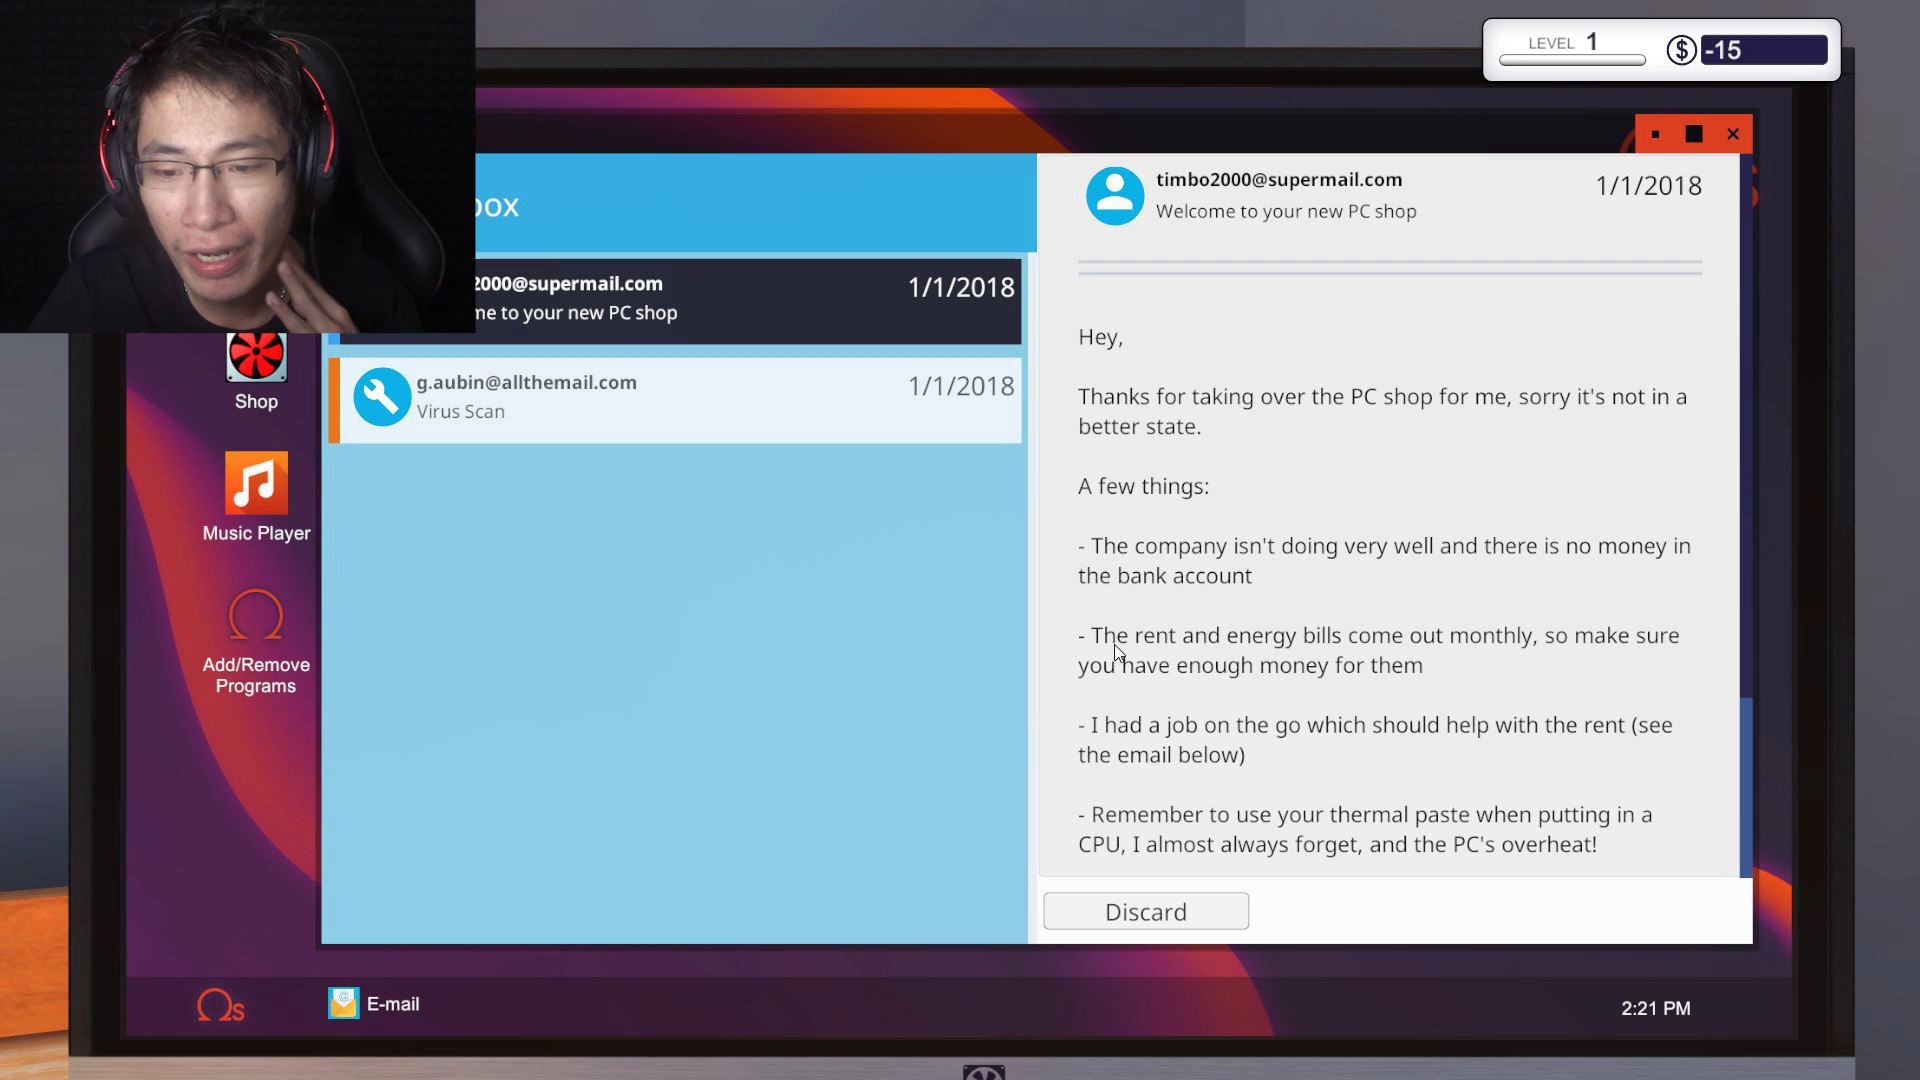 LEVEL 1
-15
box
timbo2000@supermail.com
1/1/2018
Welcome to your new PC shop
2000@supermail.com
1/1/2018
me to your new PC shop
g.aubin@allthemail.com
1/1/2018
Virus Scan
Shop
Music Player
Add/Remove
Programs
Hey,
Thanks for taking over the PC shop for me, sorry it's not in a
better state.
A few things:
- The company isn't doing very well and there is no money in
the bank account
- The rent and energy bills come out monthly, so make sure
you have enough money for them
- I had a job on the go which should help with the rent (see
the email below)
- Remember to use your thermal paste when putting in a
CPU, I almost always forget, and the PC's overheat!
Discard
Ωs
E-mail
2:21 PM